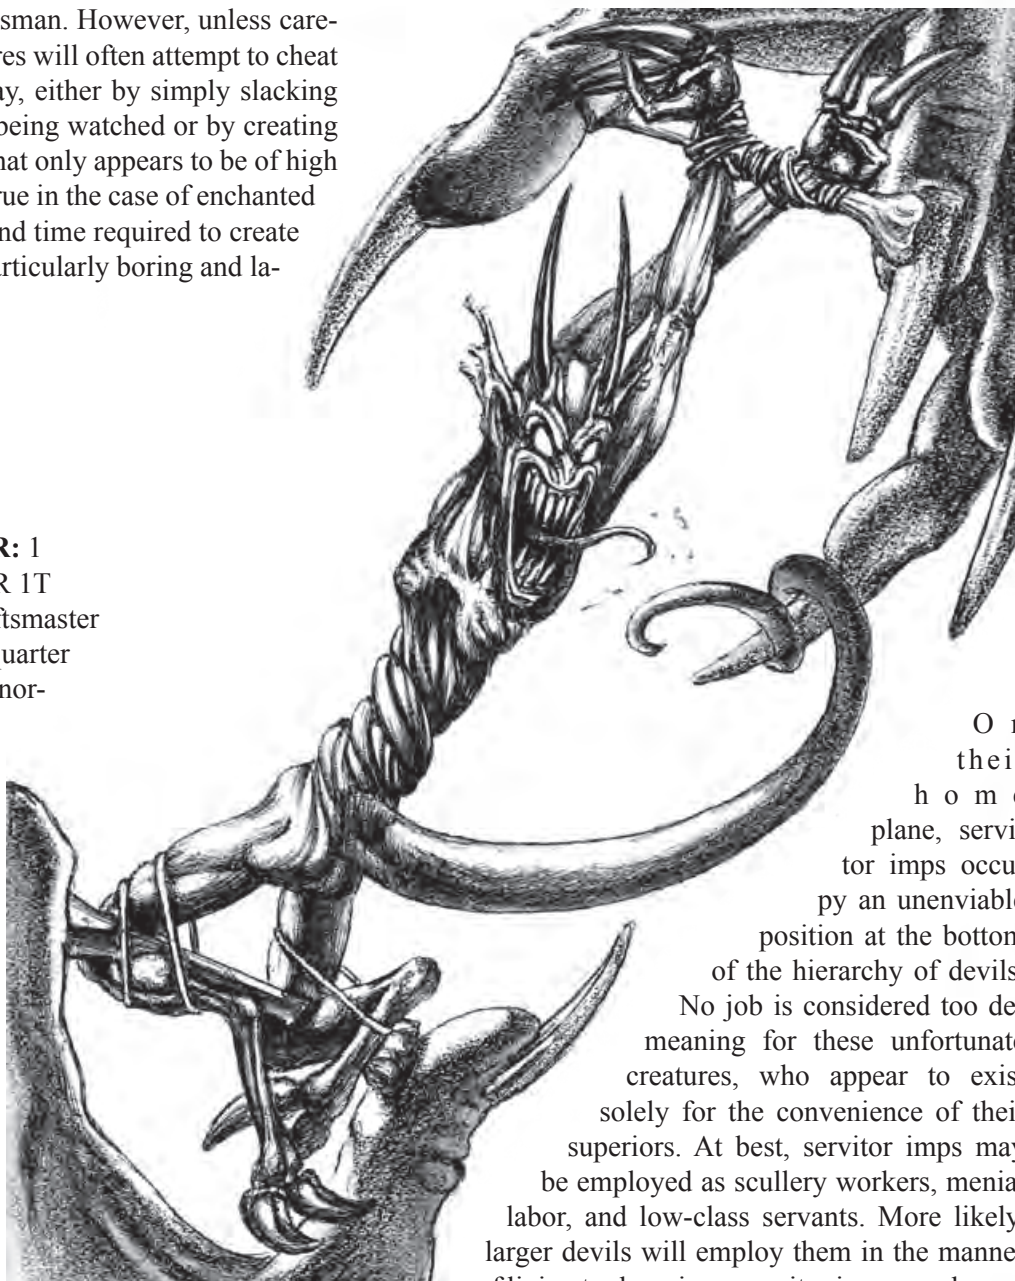 sman. However, unless care-
res will often attempt to cheat
ay, either by simply slacking
being watched or by creating
hat only appears to be of high
rue in the case of enchanted
nd time required to create
articularly boring and la-
R: 1
R 1T
ftsmaster
quarter
nor-
O
thei
h o m
plane, servi
tor imps occu
py an unenviable
position at the bottom
of the hierarchy of devils
No job is considered too de
meaning for these unfortunate
creatures, who appear to exis
solely for the convenience of thei
superiors. At best, servitor imps may
be employed as scullery workers, menia
labor, and low-class servants. More likely
larger devils will employ them in the manne